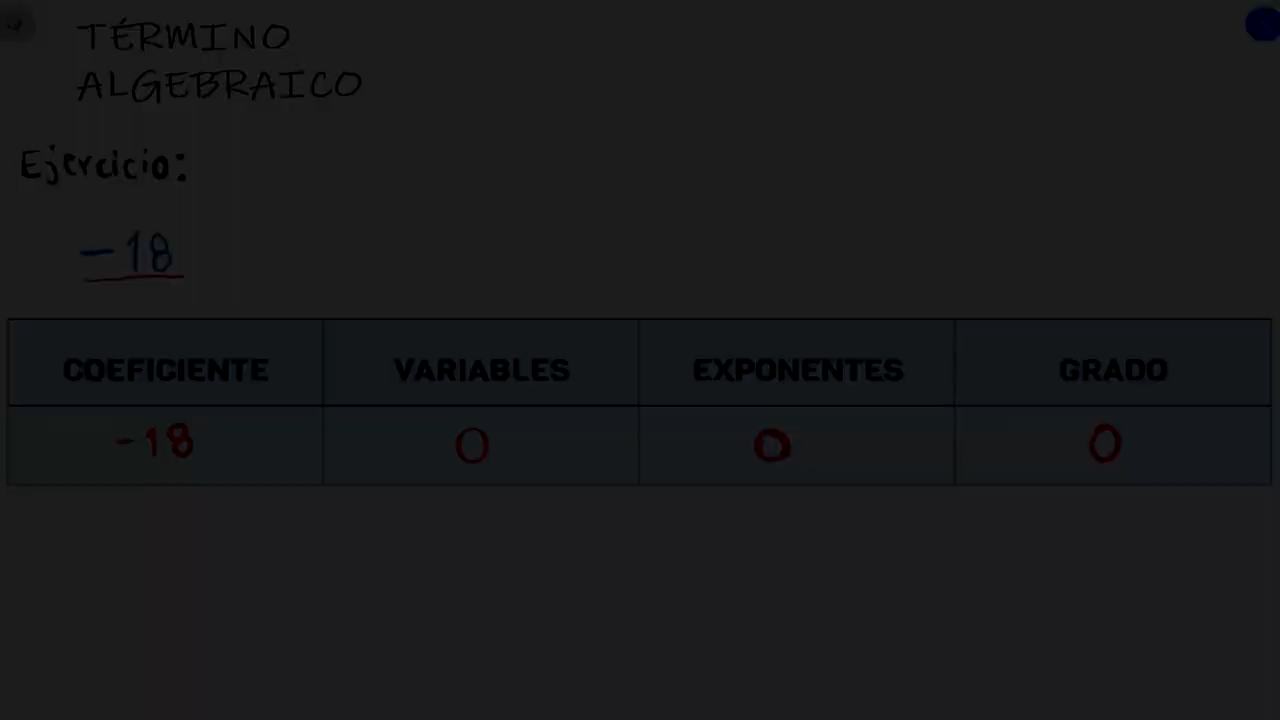 TÉRMINO
ALGEBRAICO
Ejercicio:
-18
COEFICIENTE VARIABLES EXPONENTES GRADO
-18 0 0 0